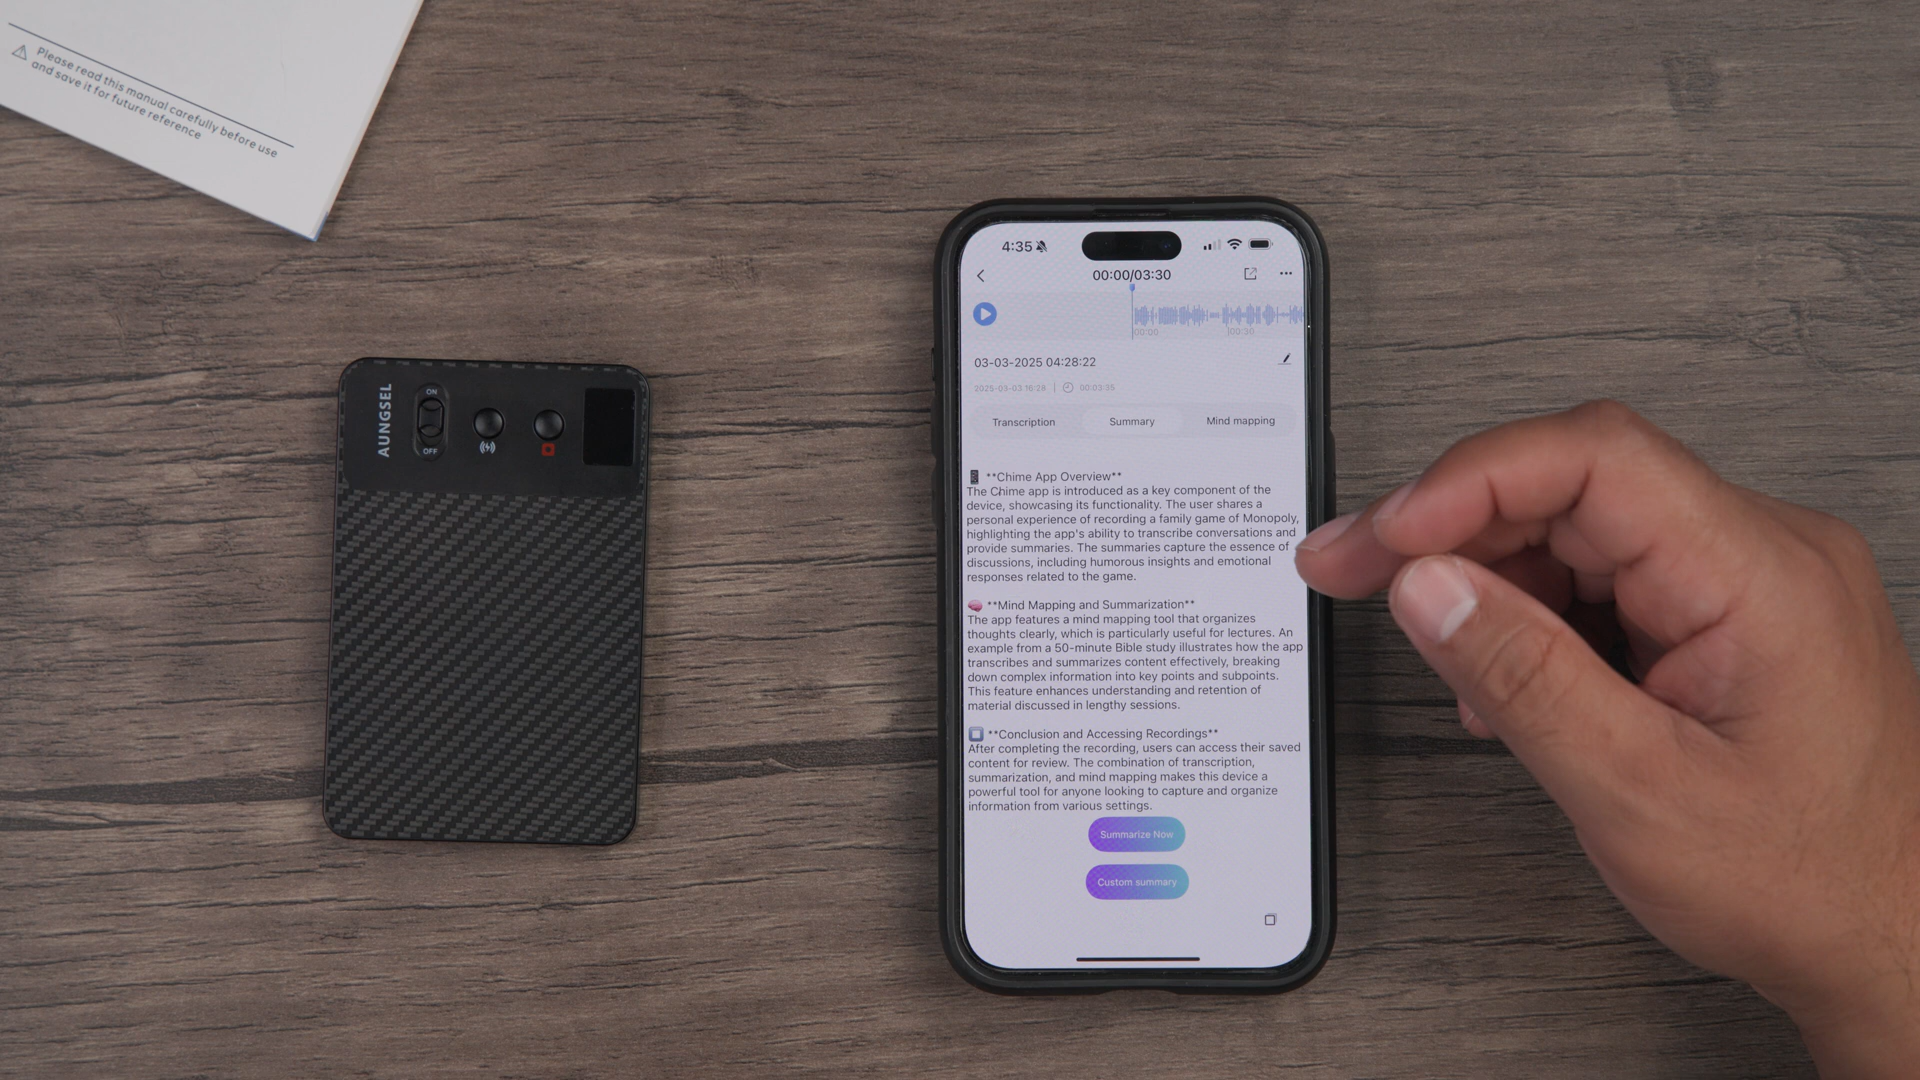 Please read this manual carefully before use
and save it for future reference
AUNGSEL
ON
OFF
4:35
00:00/03:30
00:00
00:30
03-03-2025 04:28:22
2025-03-03 16:28 | 00:03:35
Transcription
Summary
Mind mapping
**Chime App Overview**
The Chime app is introduced as a key component of the
device, showcasing its functionality. The user shares a
personal experience of recording a family game of Monopoly,
highlighting the app's ability to transcribe conversations and
provide summaries. The summaries capture the essence of
discussions, including humorous insights and emotional
responses related to the game.
**Mind Mapping and Summarization**
The app features a mind mapping tool that organizes
thoughts clearly, which is particularly useful for lectures. An
example from a 50-minute Bible study illustrates how the app
transcribes and summarizes content effectively, breaking
down complex information into key points and subpoints.
This feature enhances understanding and retention of
material discussed in lengthy sessions.
**Conclusion and Accessing Recordings**
After completing the recording, users can access their saved
content for review. The combination of transcription,
summarization, and mind mapping makes this device a
powerful tool for anyone looking to capture and organize
information from various settings.
Summarize Now
Custom summary